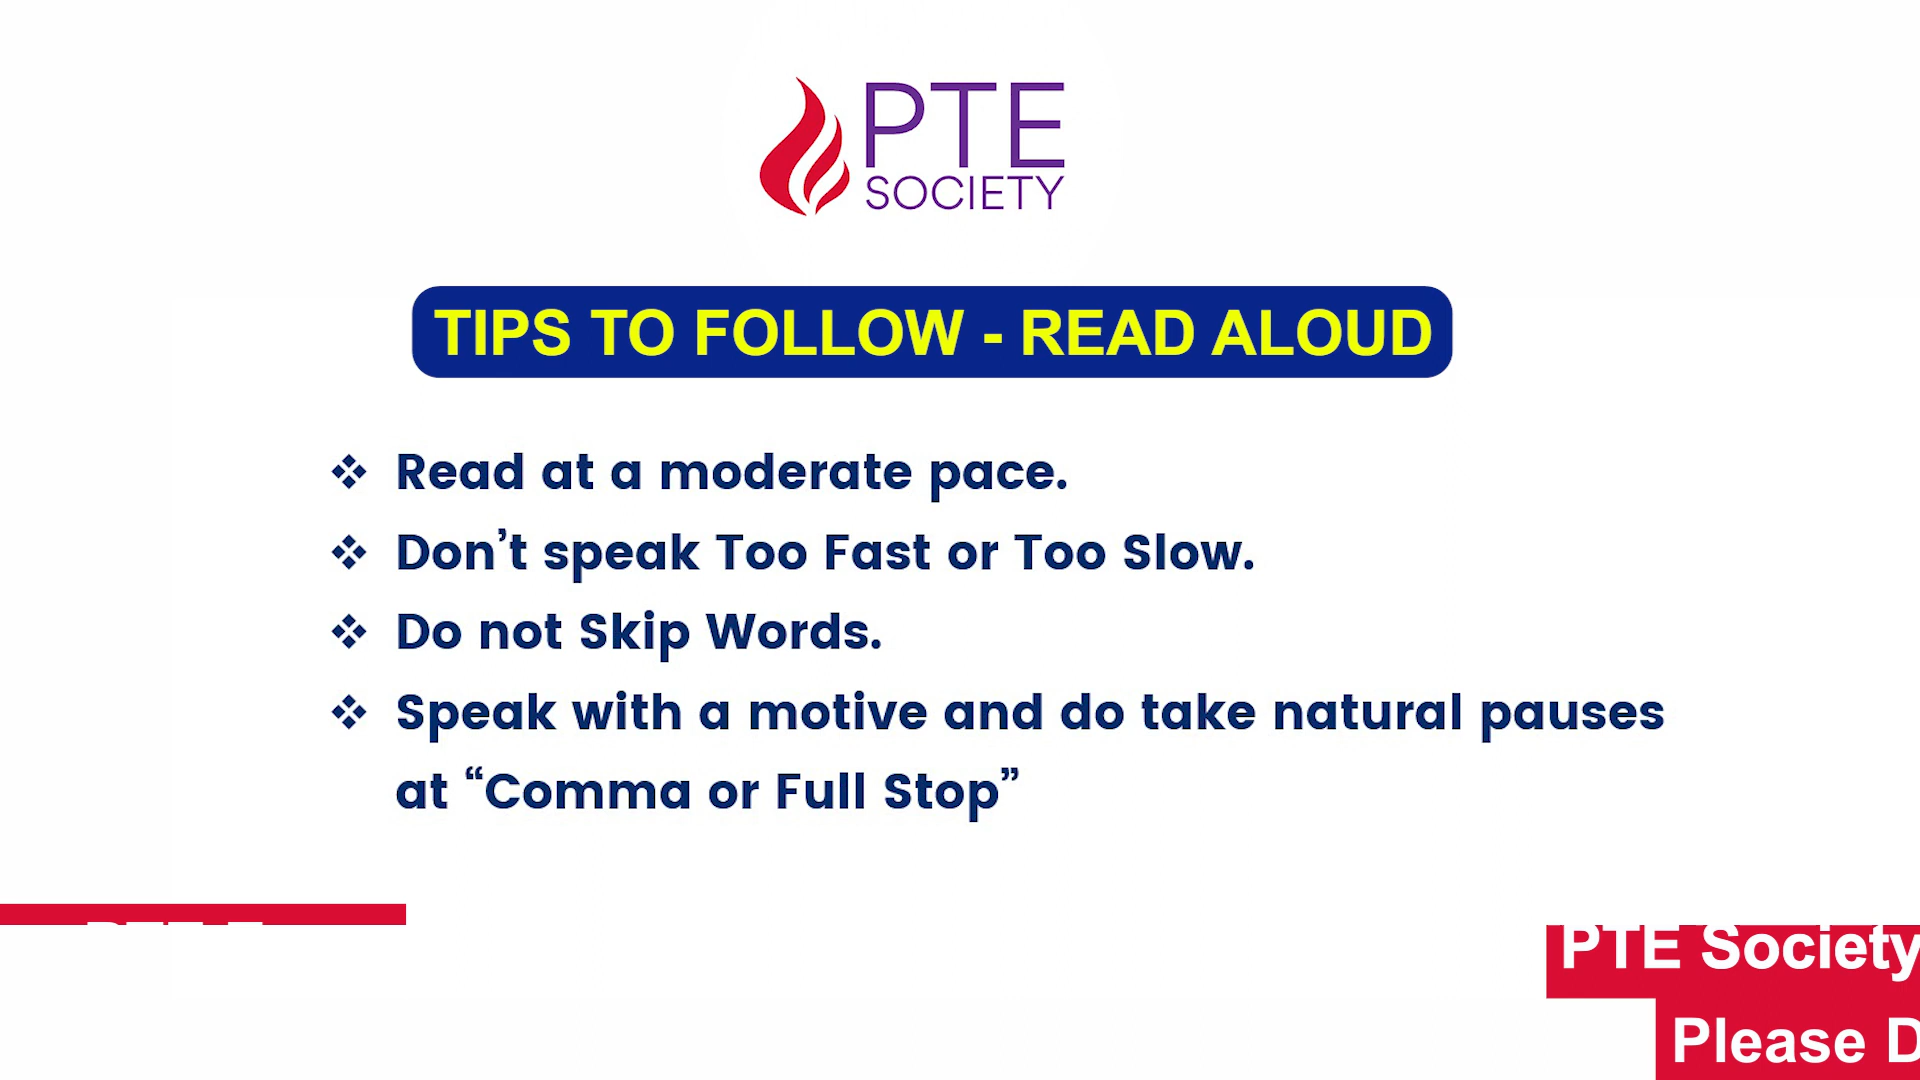 PTE
SOCIETY
TIPS TO FOLLOW - READ ALOUD
❖ Read at a moderate pace.
❖ Don’t speak Too Fast or Too Slow.
❖ Do not Skip Words.
❖ Speak with a motive and do take natural pauses
at “Comma or Full Stop”
PTE Society
Please D